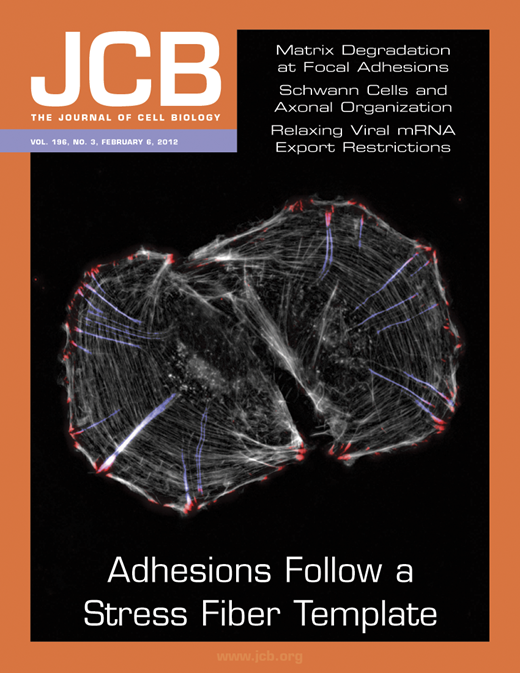 JCB
THE JOURNAL OF CELL BIOLOGY
VOL. 196, NO. 3, FEBRUARY 6, 2012
Matrix Degradation
at Focal Adhesions
Schwann Cells and
Axonal Organization
Relaxing Viral mRNA
Export Restrictions
Adhesions Follow a
Stress Fiber Template
www.jcb.org